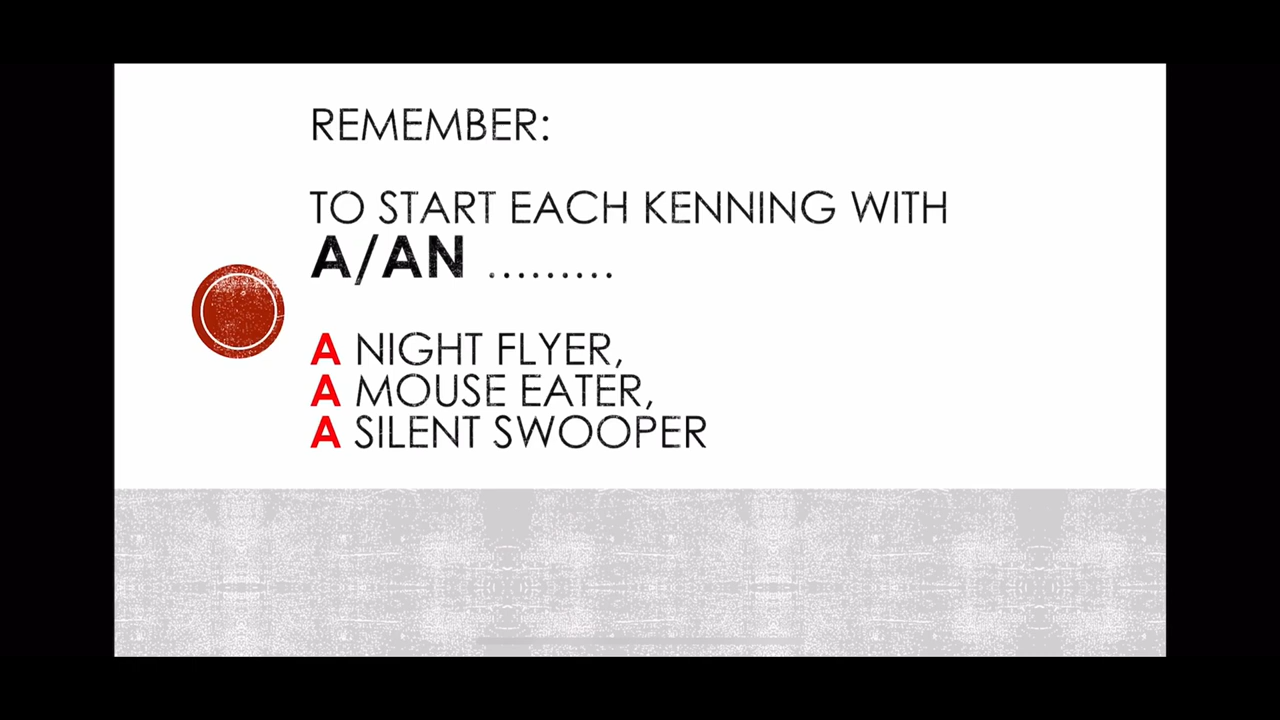 REMEMBER:
TO START EACH KENNING WITH
A/AN .........
A NIGHT FLYER,
A MOUSE EATER,
A SILENT SWOOPER